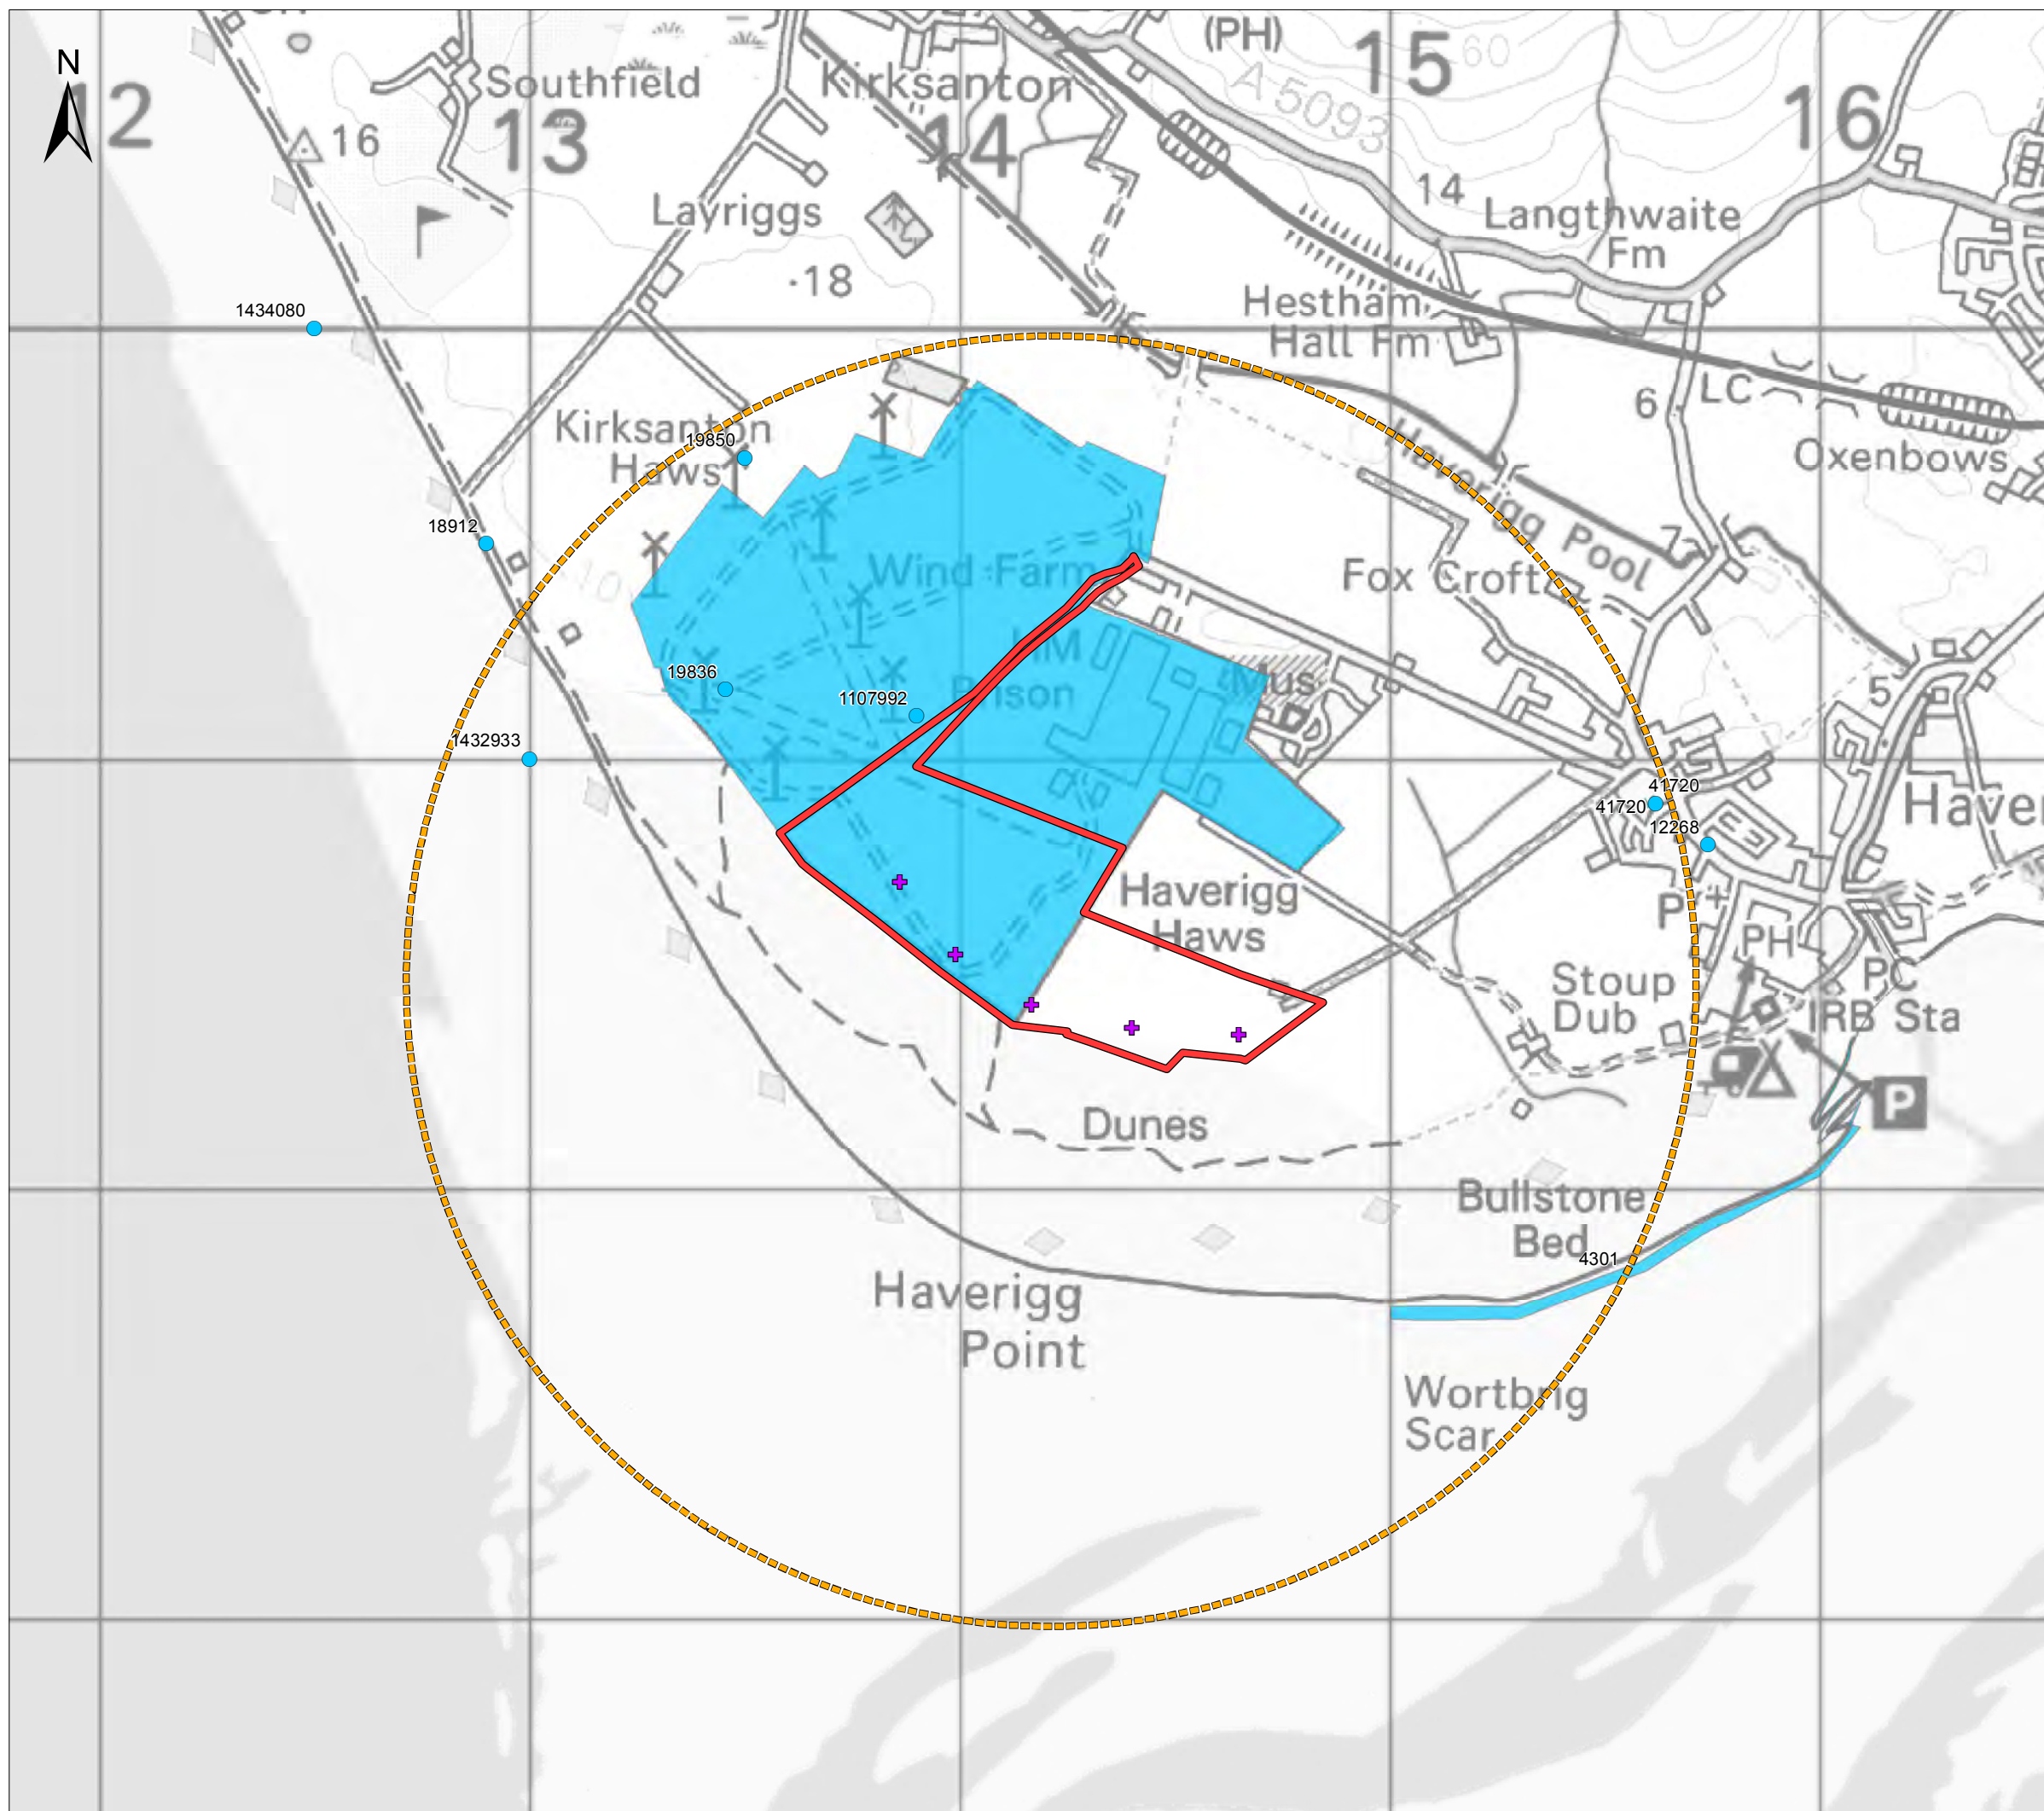 (PH)
15
60
N
12
Southfield
Kirksanton
A 5093
16
13
14
16
Layriggs
14
Langthwaite
Fm
·18
1434080
Hestham
Hall Fm
LC
6
Kirksanton
Haws
19850
Haverigg Pool
Oxenbows
18912
10
Wind Farm
Fox Croft
7
HM
Prison
19836
1107992
Mus
5
1432933
41720
41720
12268
Haver
Haverigg
Haws
P
PH
PC
Stoup
Dub
IRB Sta
P
Dunes
Bullstone
Bed
4301
Haverigg
Point
Wortbrig
Scar